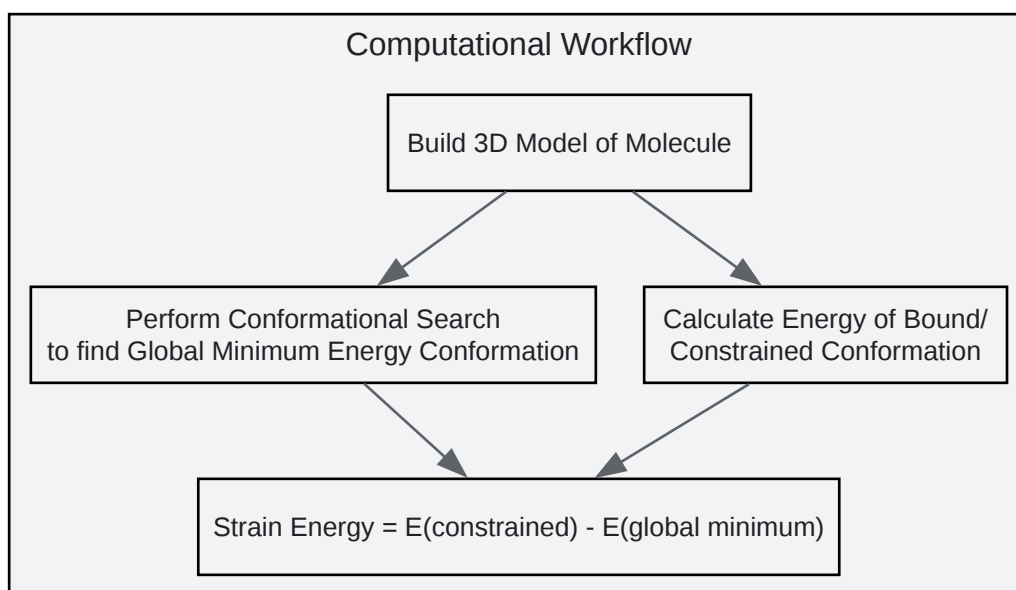 Computational Workflow
Build 3D Model of Molecule
Perform Conformational Search
to find Global Minimum Energy Conformation
Calculate Energy of Bound/
Constrained Conformation
Strain Energy = E(constrained) - E(global minimum)